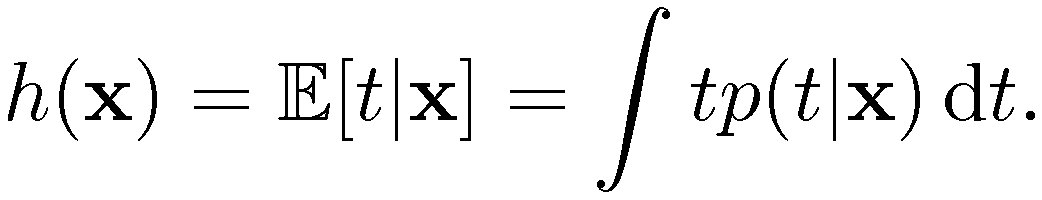 h(𝐱) = 𝔼[t|𝐱] = ∫ tp(t|𝐱) dt.